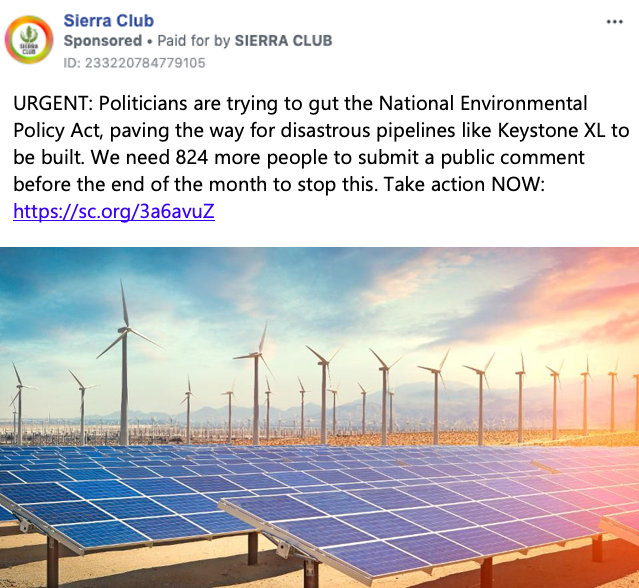 Sierra Club
Sponsored • Paid for by SIERRA CLUB
ID: 233220784779105
SIERRA
CLUB
URGENT: Politicians are trying to gut the National Environmental
Policy Act, paving the way for disastrous pipelines like Keystone XL to
be built. We need 824 more people to submit a public comment
before the end of the month to stop this. Take action NOW:
https://sc.org/3a6avuZ